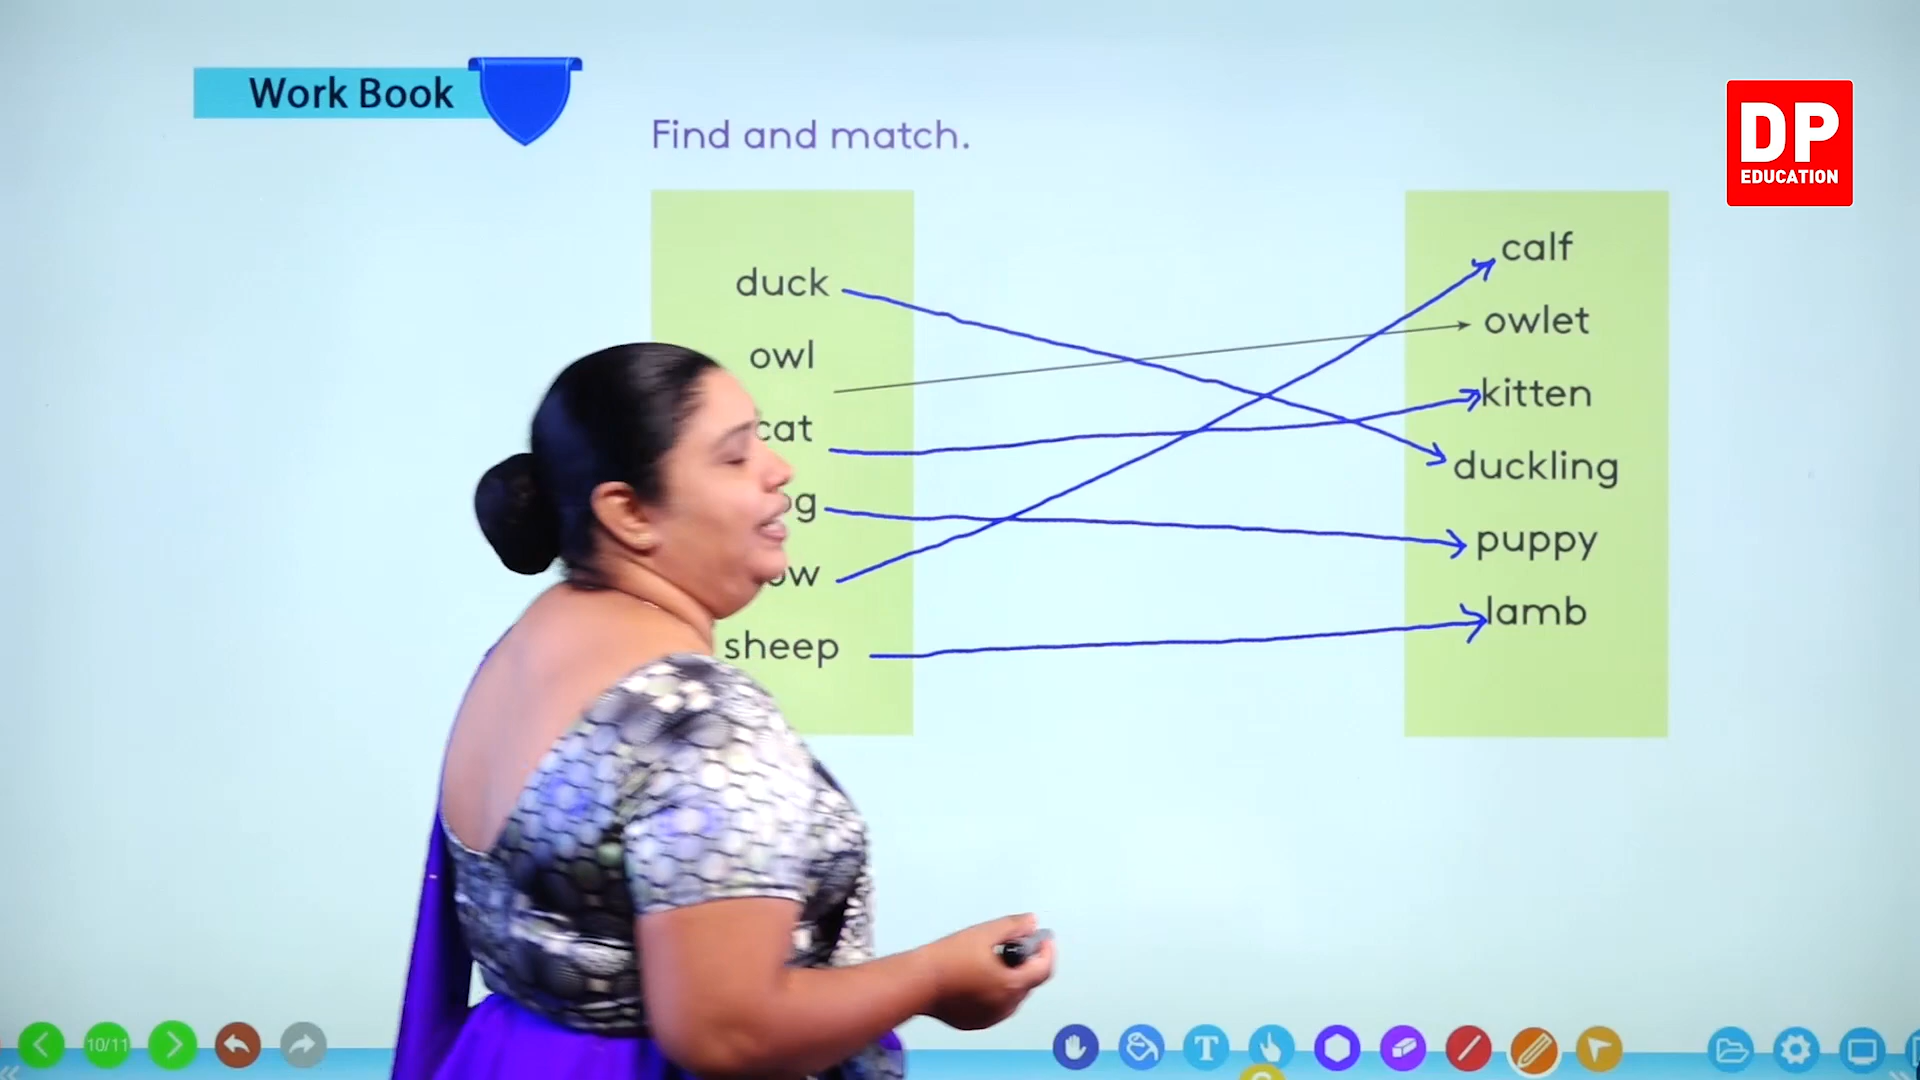 Work Book
Find and match.
DP
EDUCATION
duck
owl
cat
sheep
calf
owlet
kitten
duckling
puppy
lamb
10/11
T